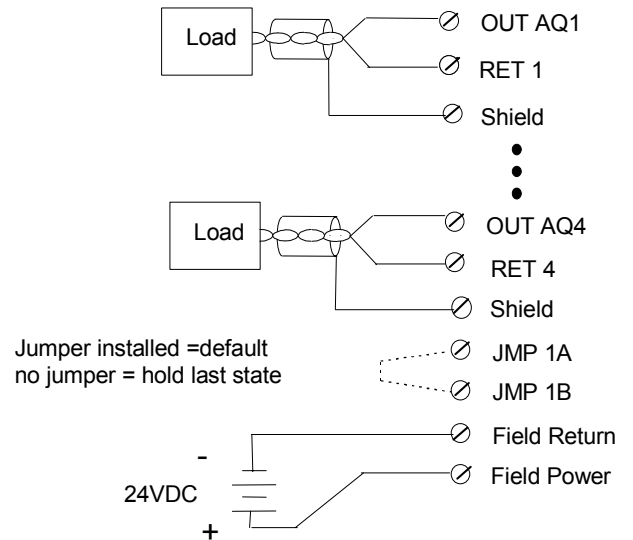 Load
OUT AQ1
RET 1
Shield
Load
OUT AQ4
RET 4
Shield
Jumper installed =default
no jumper = hold last state
JMP 1A
JMP 1B
Field Return
-
Field Power
24VDC
+